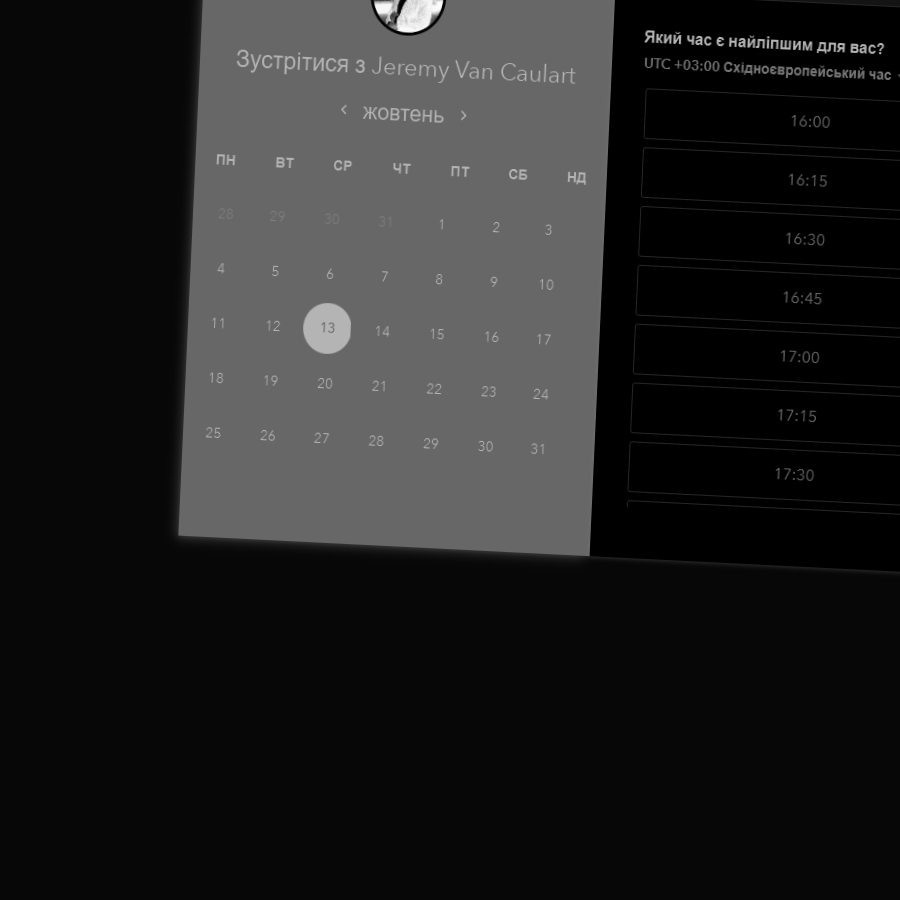 Зустрітися з Jeremy Van Caulart
‹ жовтень ›
ПН ВТ СР ЧТ ПТ СБ НД
28 29 30 31 1 2 3
4 5 6 7 8 9 10
11 12 13 14 15 16 17
18 19 20 21 22 23 24
25 26 27 28 29 30 31
Який час є найліпшим для вас?
UTC +03:00 Східноєвропейський час
16:00
16:15
16:30
16:45
17:00
17:15
17:30